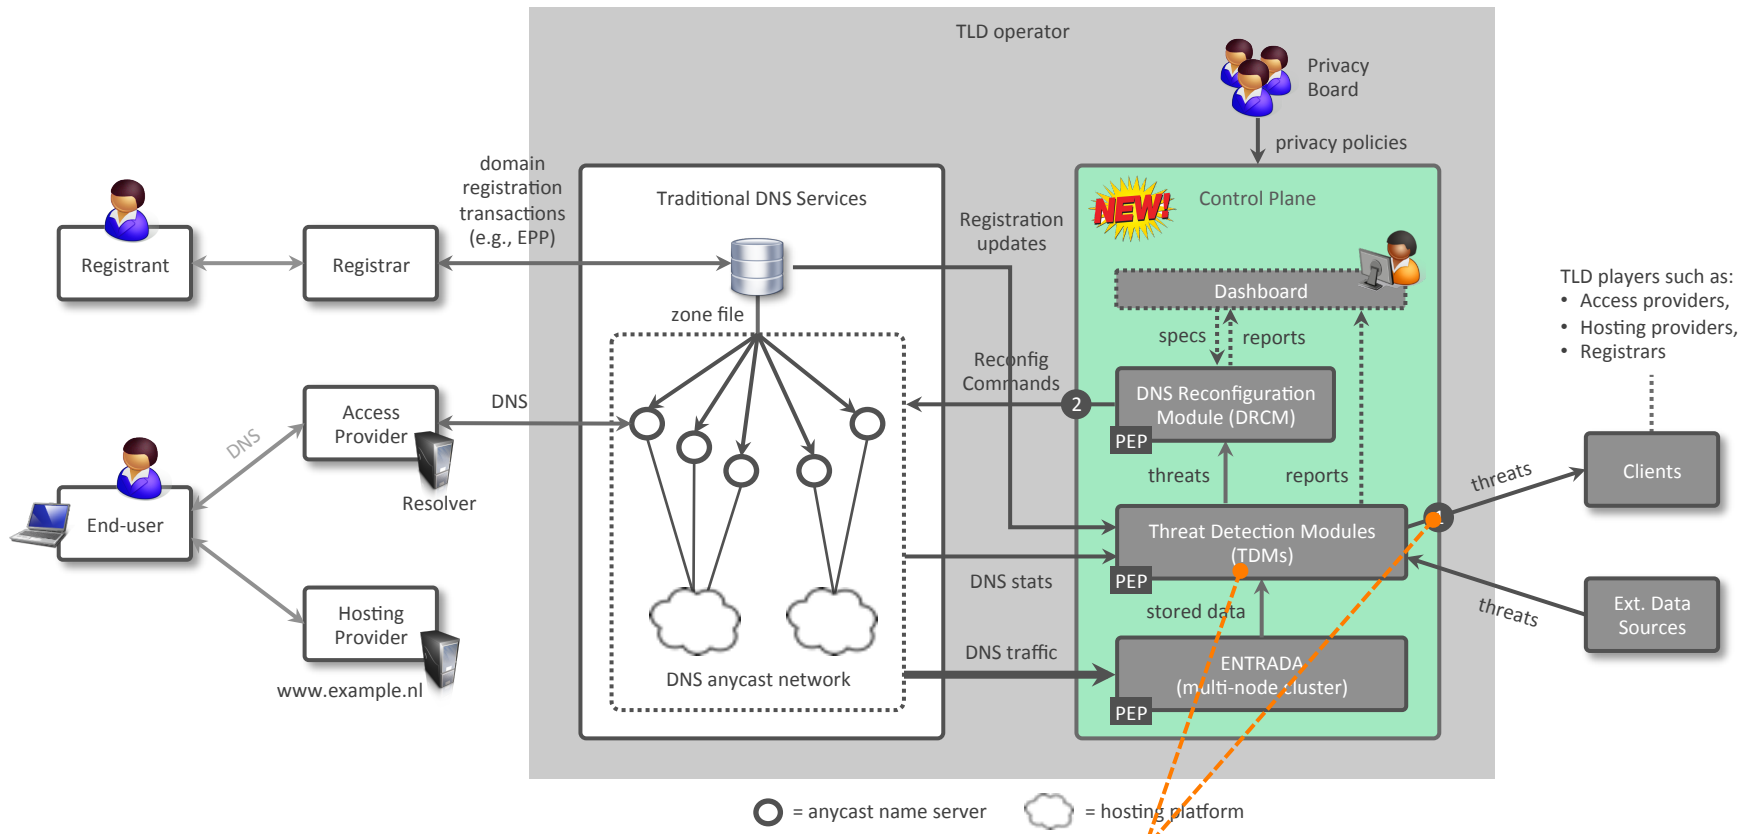 TLD operator
Privacy
Board
privacy policies
domain
registration
transactions
(e.g., EPP)
Traditional DNS Services
Registration
updates
NEW!
Control Plane
Registrant
Registrar
Dashboard
TLD players such as:
• Access providers,
• Hosting providers,
• Registrars
zone file
specs
reports
Reconfig
Commands
2
DNS Reconfiguration
Module (DRCM)
PEP
Access
Provider
DNS
DNS
Resolver
threats
reports
threats
Clients
1
End-user
Threat Detection Modules
(TDMs)
PEP
DNS stats
stored data
threats
Ext. Data
Sources
Hosting
Provider
www.example.nl
DNS anycast network
DNS traffic
ENTRADA
(multi-node cluster)
PEP
= anycast name server
= hosting platform